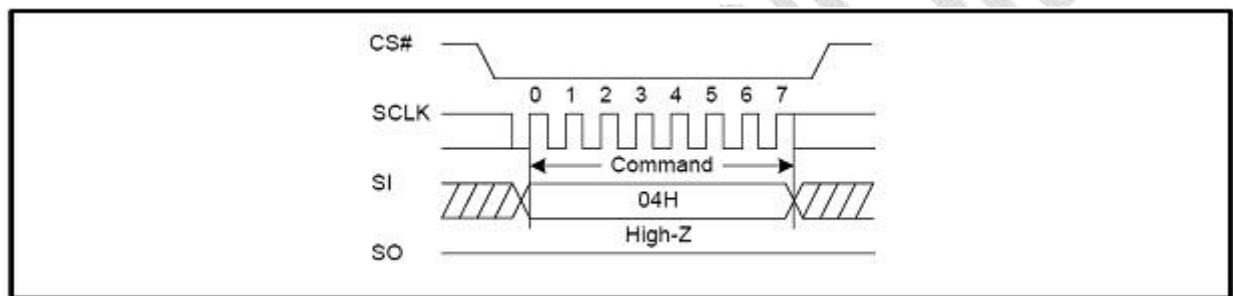 CS#
0 1 2 3 4 5 6 7
SCLK
Command
SI
04H
High-Z
SO